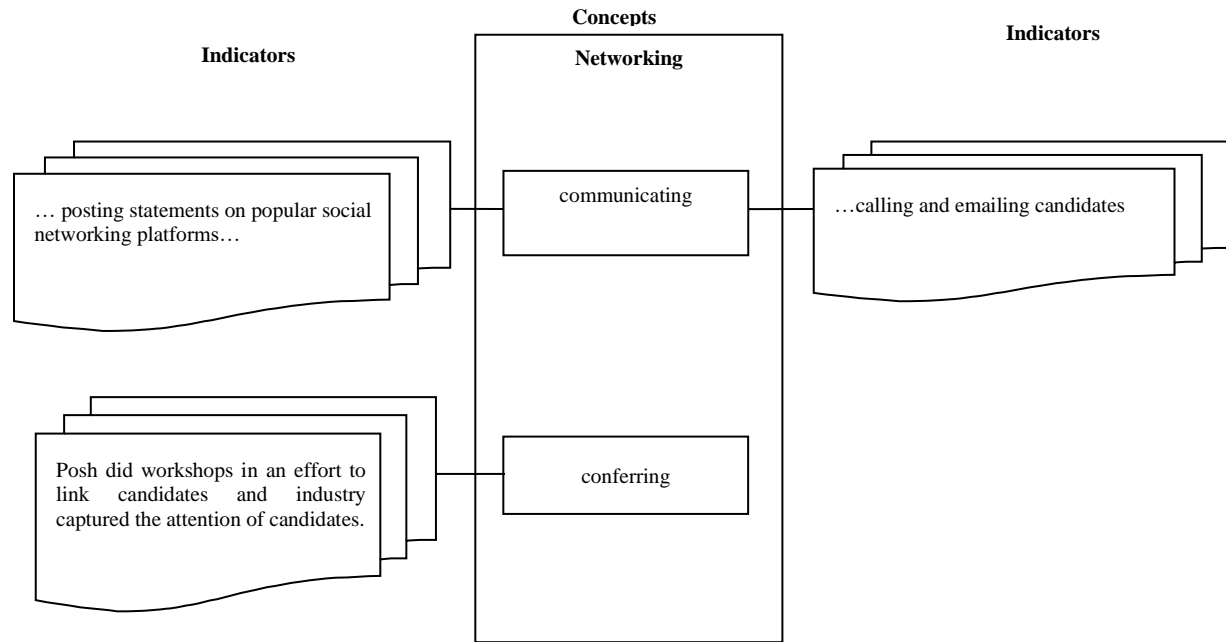 Concepts
Indicators
Networking
Indicators
… posting statements on popular social
networking platforms…
communicating
…calling and emailing candidates
Posh did workshops in an effort to
link candidates and industry
captured the attention of candidates.
conferring